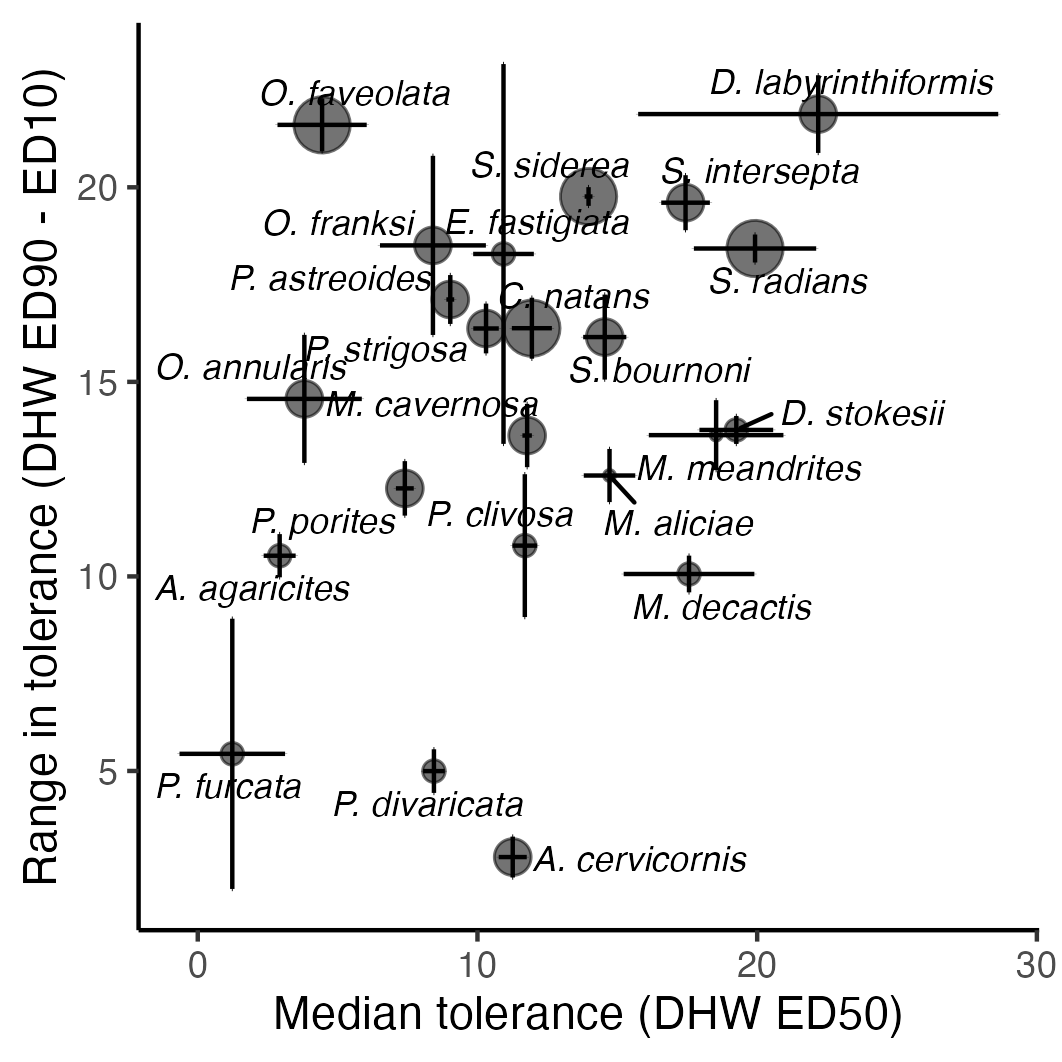 Range in tolerance (DHW ED90 - ED10)
20
15
10
5
O. faveolata
D. labyrinthiformis
S. siderea
S. intersepta
O. franksi
E. fastigiata
P. astreoides
S. radians
C. natans
P. strigosa
O. annularis
S. bournoni
M. cavernosa
D. stokesii
M. meandrites
P. porites
P. clivosa
M. aliciae
A. agaricites
M. decactis
P. furcata
P. divaricata
A. cervicornis
0
10
20
30
Median tolerance (DHW ED50)